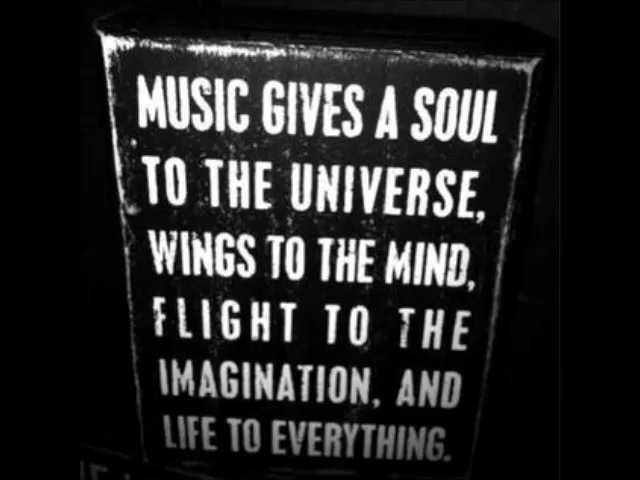 MUSIC GIVES A SOUL
TO THE UNIVERSE,
WINGS TO THE MIND,
FLIGHT TO THE
IMAGINATION, AND
LIFE TO EVERYTHING.